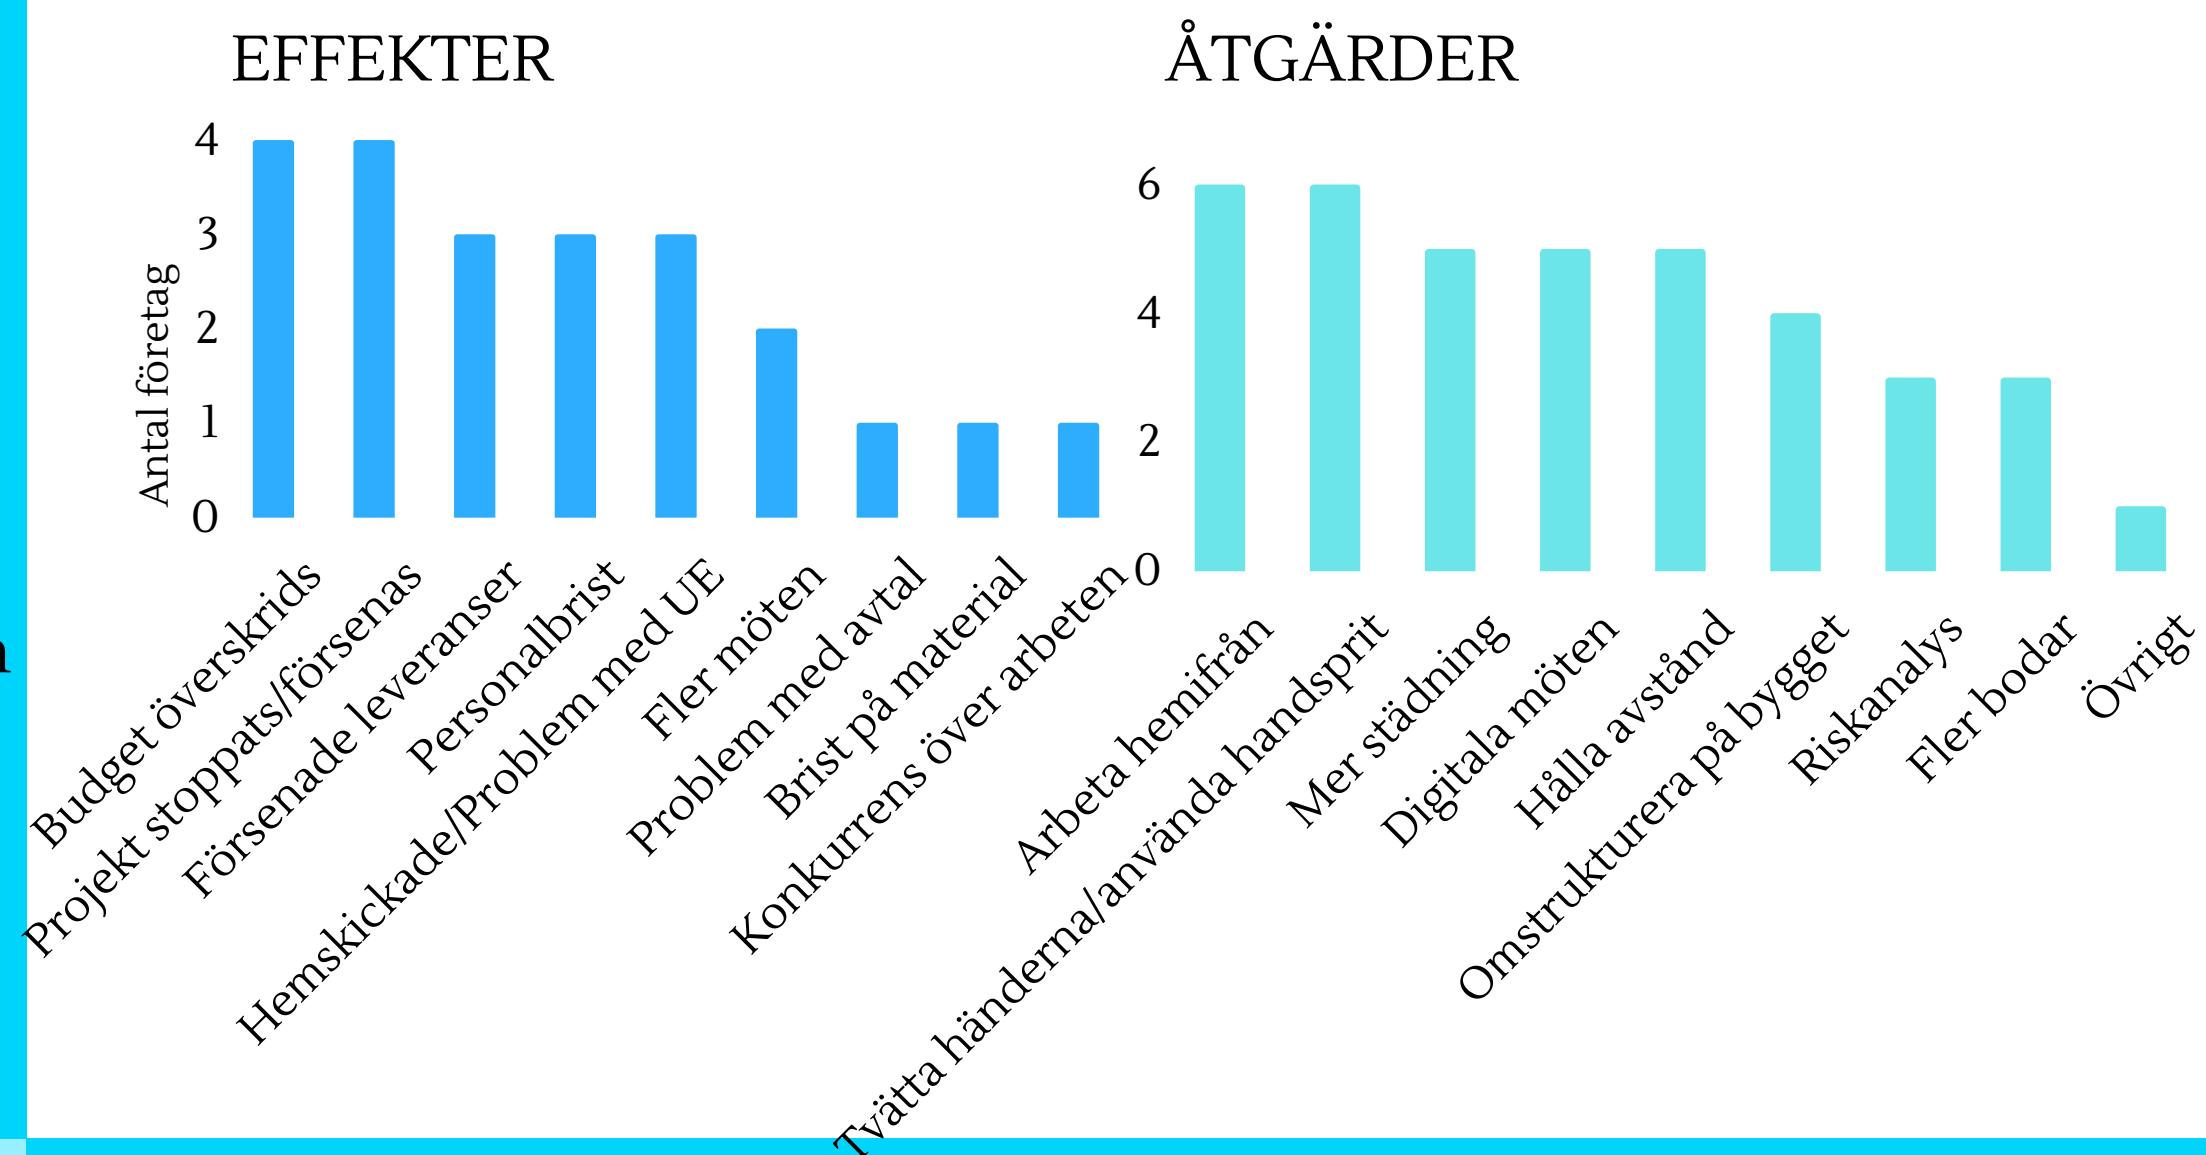 EFFEKTER
Antal företag
4
3
2
1
0
Budget överskrids
Projekt stoppats/försenas
Försenade leveranser
Personalbrist
Hemskickade/Problem med UE
Fler möten
Problem med avtal
Brist på material
Konkurrens över arbeten
ÅTGÄRDER
6
4
2
0
Arbeta hemifrån
Tvätta händerna/använda handsprit
Mer städning
Digitala möten
Hålla avstånd
Omstrukturera på bygget
Riskanalys
Fler bodar
Övrigt